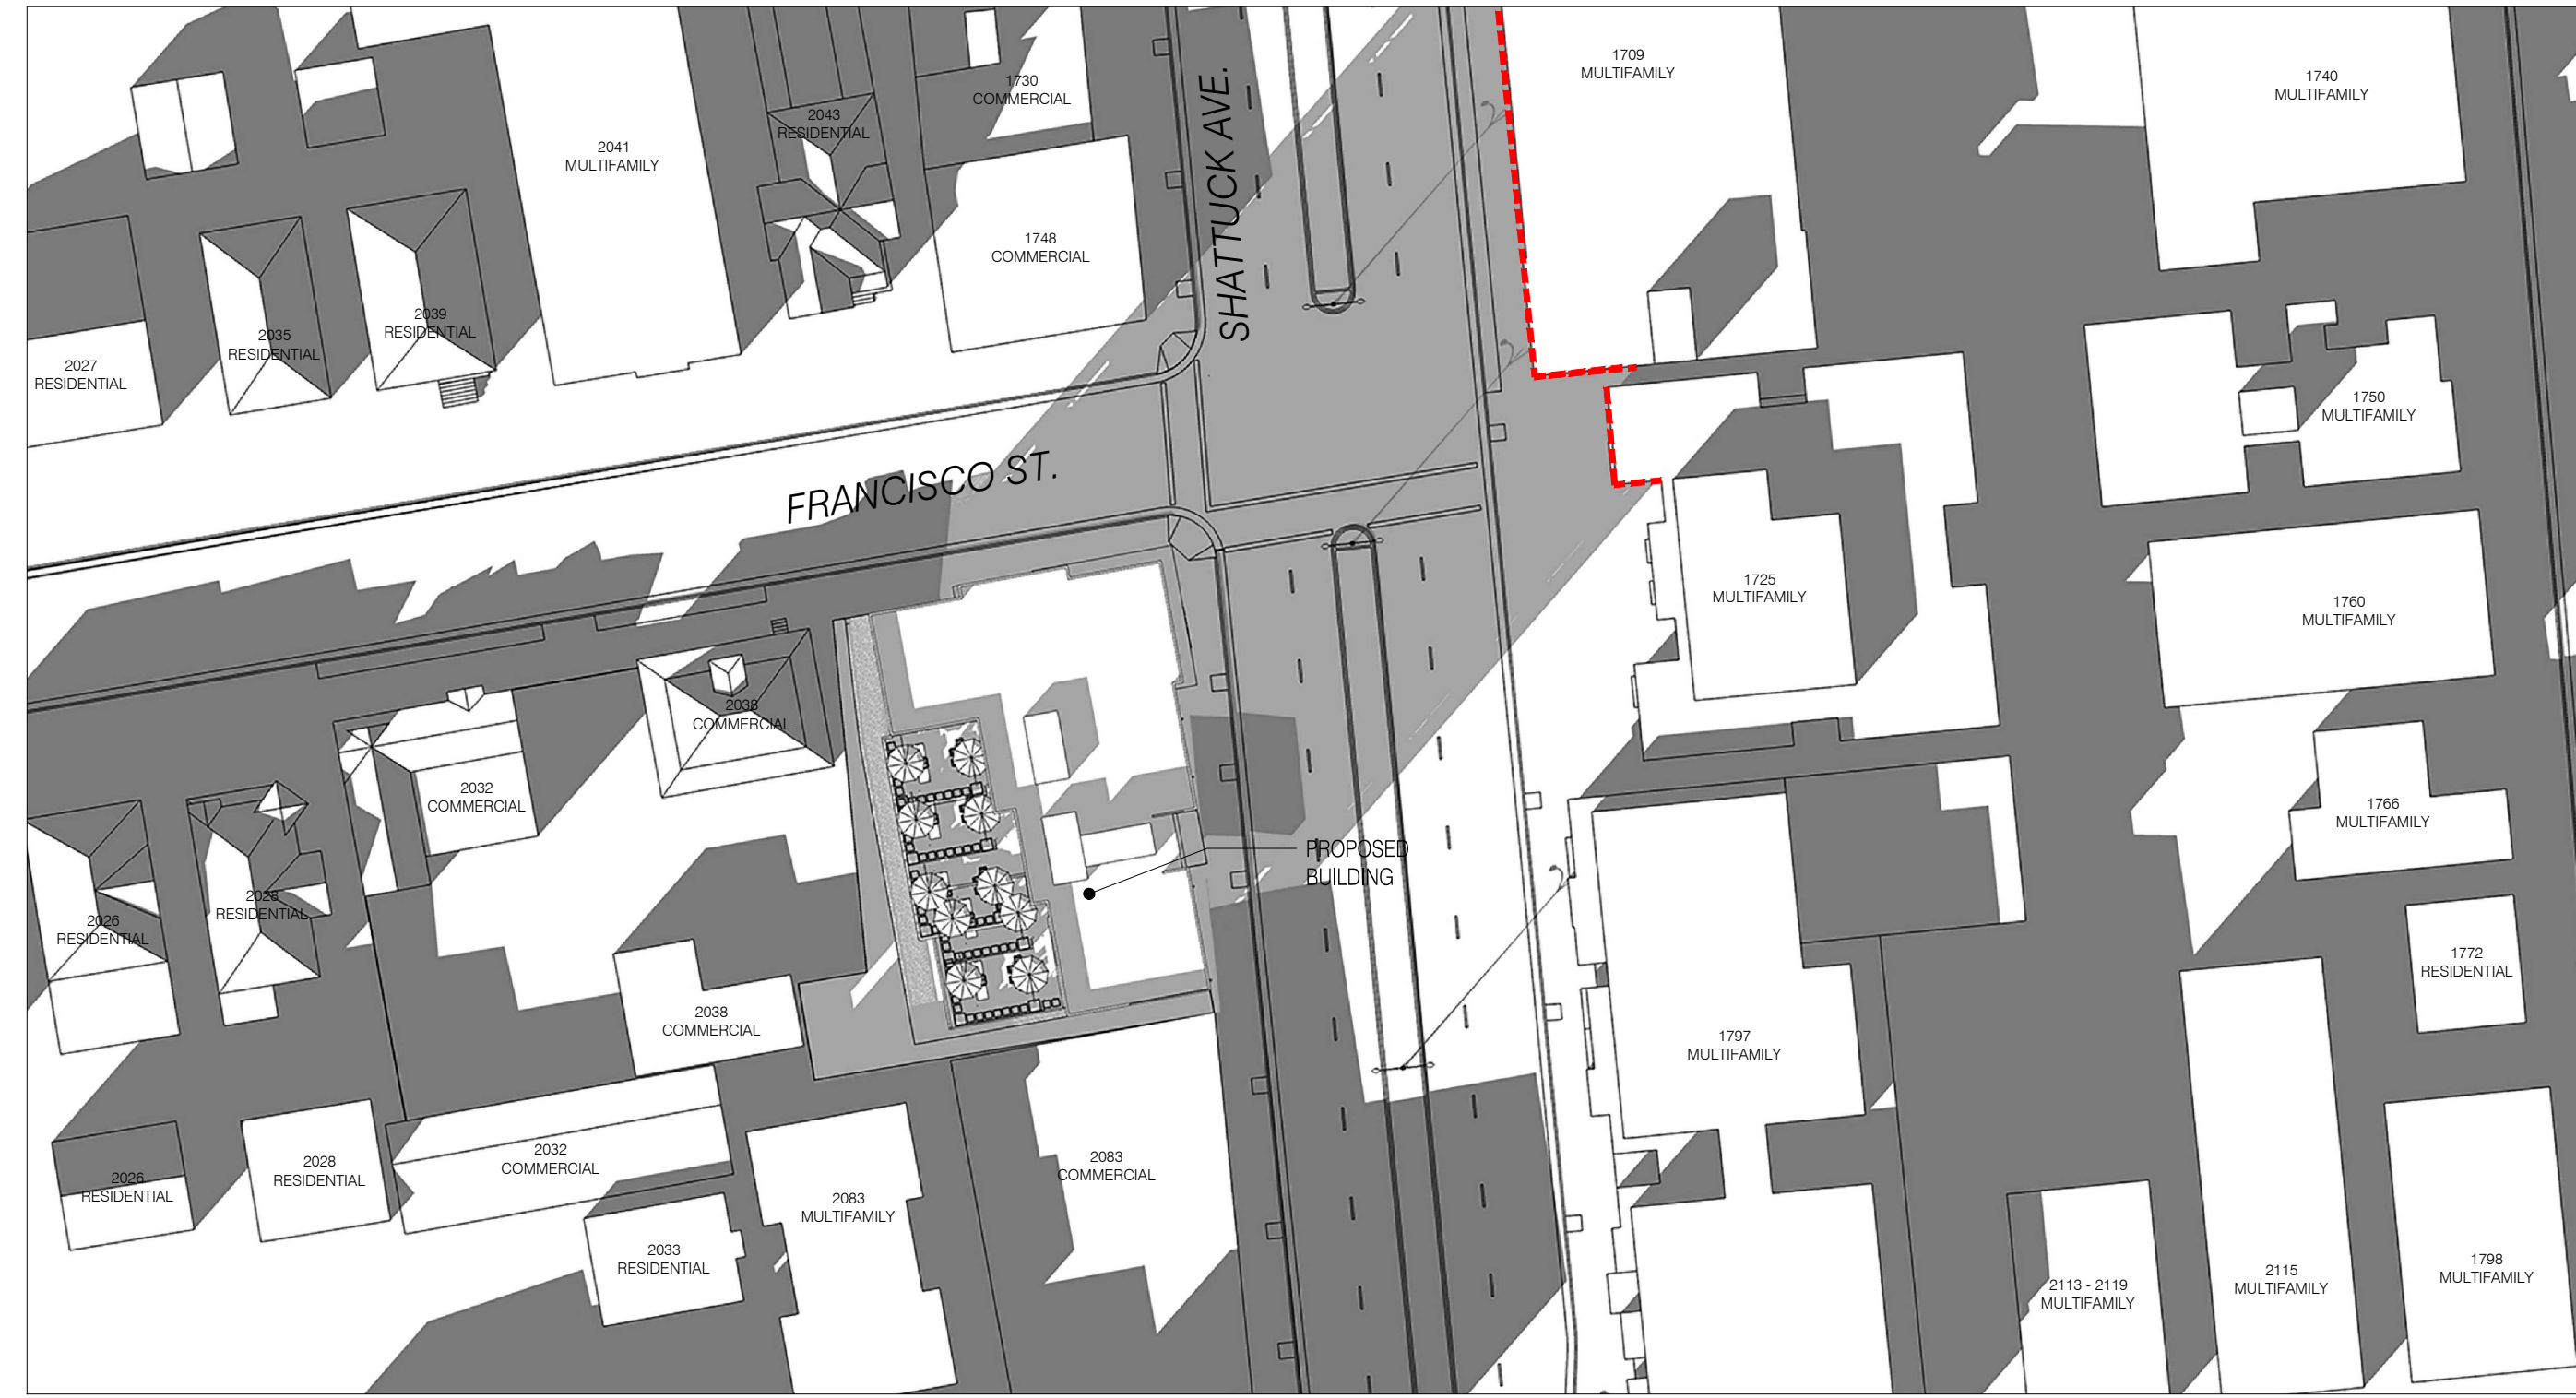 1709
MULTIFAMILY
1740
MULTIFAMILY
1730
COMMERCIAL
2043
RESIDENTIAL
2041
MULTIFAMILY
SHATTUCK AVE.
1748
COMMERCIAL
2039
RESIDENTIAL
2035
RESIDENTIAL
2027
RESIDENTIAL
1750
MULTIFAMILY
FRANCISCO ST.
1725
MULTIFAMILY
1760
MULTIFAMILY
2038
COMMERCIAL
2032
COMMERCIAL
1766
MULTIFAMILY
PROPOSED
BUILDING
2028
RESIDENTIAL
2026
RESIDENTIAL
1772
RESIDENTIAL
2038
COMMERCIAL
1797
MULTIFAMILY
2032
COMMERCIAL
2083
COMMERCIAL
2028
RESIDENTIAL
2026
RESIDENTIAL
2083
MULTIFAMILY
2033
RESIDENTIAL
2113 - 2119
MULTIFAMILY
2115
MULTIFAMILY
1798
MULTIFAMILY